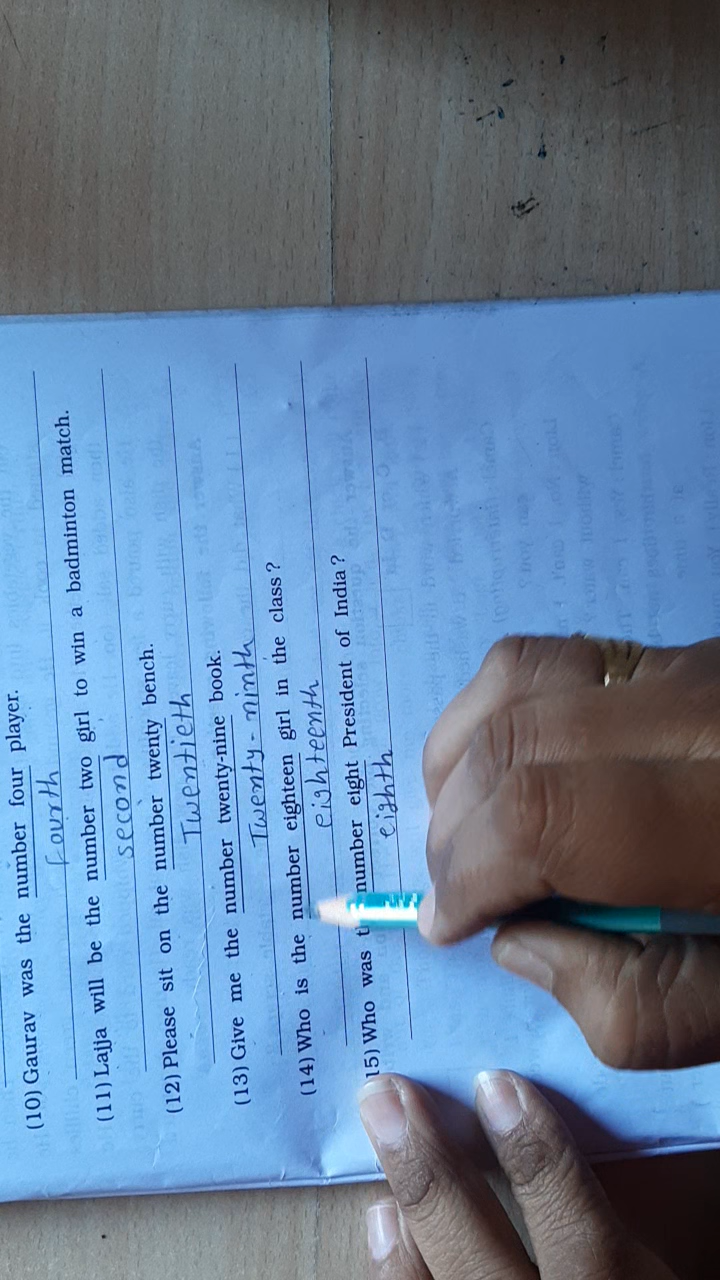 (10) Gaurav was the number four player.
Fourth
(11) Lajja will be the number two girl to win a badminton match.
second
(12) Please sit on the number twenty bench.
Twentieth
(13) Give me the number twenty-nine book.
Twenty-ninth
(14) Who is the number eighteen girl in the class ?
eighteenth
15) Who was number eight President of India ?
eighth